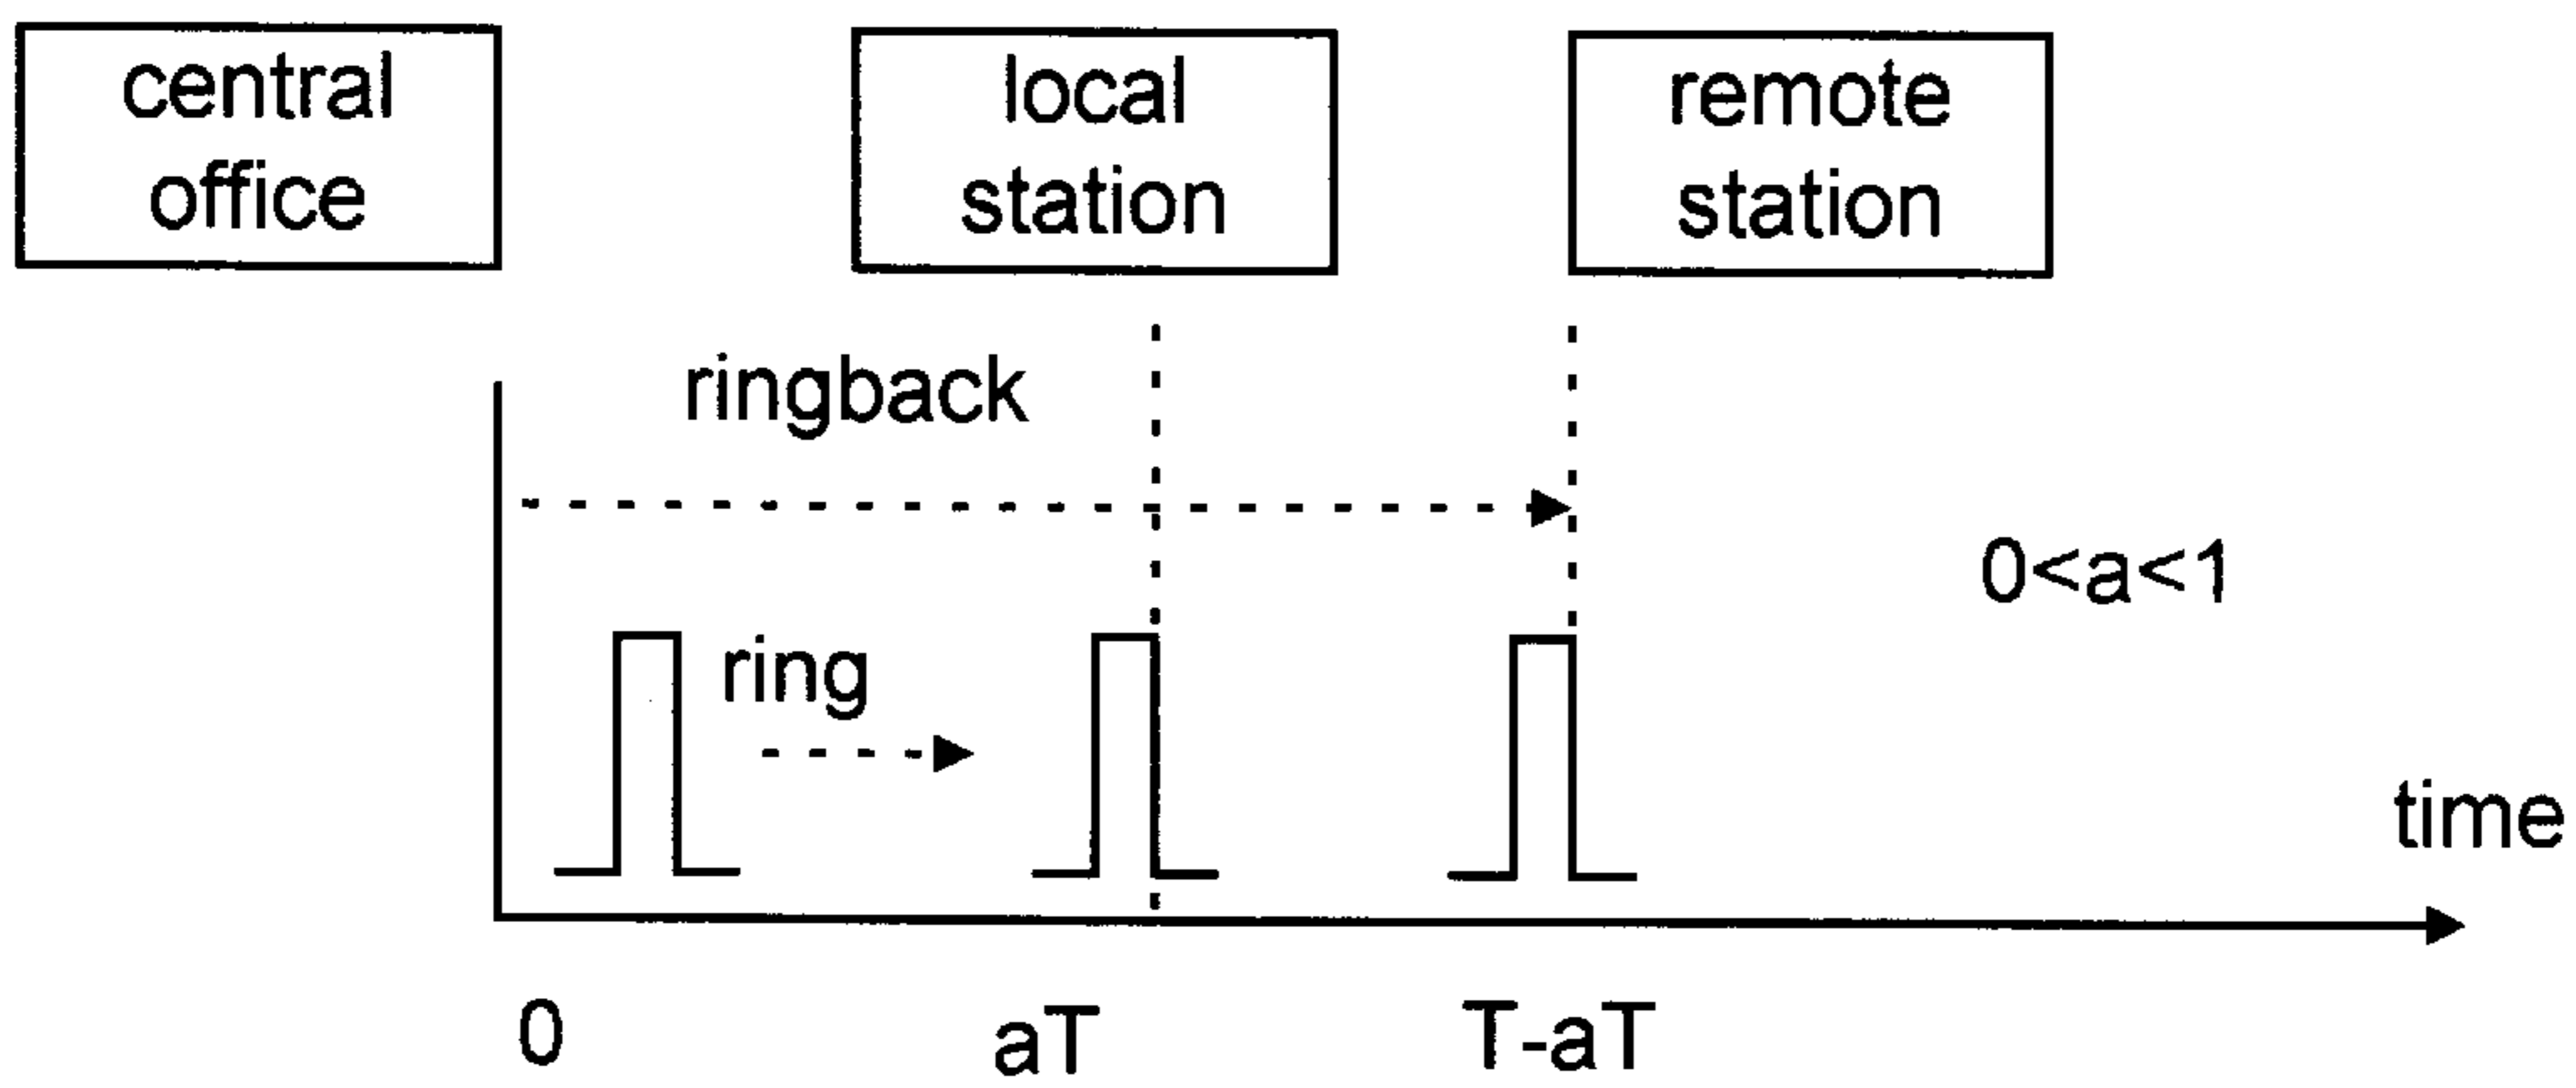 central
office
local
station
remote
station
ringback
0<a<1
ring
time
0
aT
T-aT